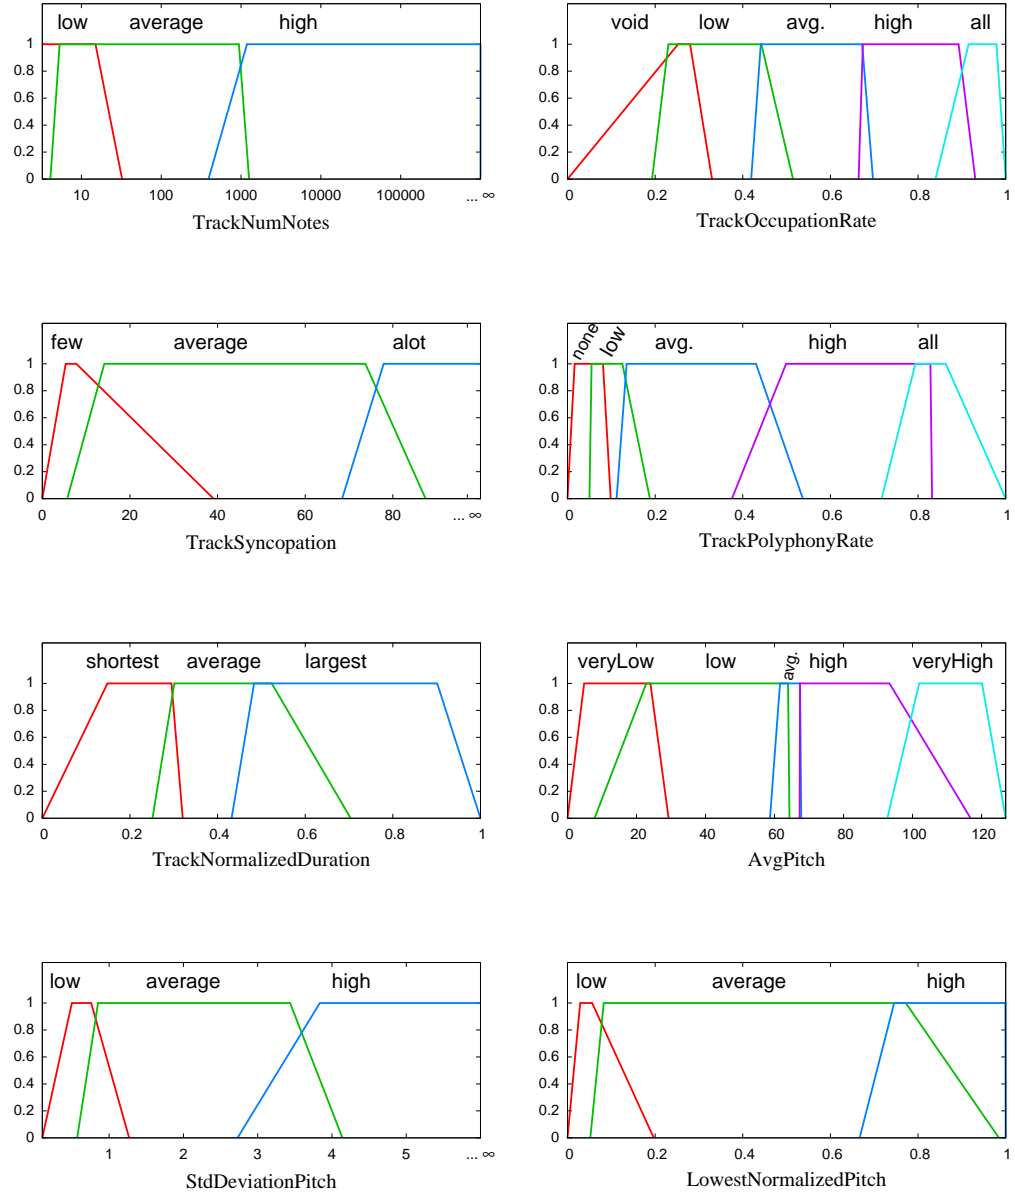 low average high
1
0.8
0.6
0.4
0.2
0
10 100 1000 10000 100000 ... ∞
TrackNumNotes
void low avg. high all
1
0.8
0.6
0.4
0.2
0
0 0.2 0.4 0.6 0.8 1
TrackOccupationRate
few average alot
1
0.8
0.6
0.4
0.2
0
0 20 40 60 80 ... ∞
TrackSyncopation
none low avg. high all
1
0.8
0.6
0.4
0.2
0
0 0.2 0.4 0.6 0.8 1
TrackPolyphonyRate
shortest average largest
1
0.8
0.6
0.4
0.2
0
0 0.2 0.4 0.6 0.8 1
TrackNormalizedDuration
veryLow low avg. high veryHigh
1
0.8
0.6
0.4
0.2
0
0 20 40 60 80 100 120
AvgPitch
low average high
1
0.8
0.6
0.4
0.2
0
1 2 3 4 5 ... ∞
StdDeviationPitch
low average high
1
0.8
0.6
0.4
0.2
0
0 0.2 0.4 0.6 0.8 1
LowestNormalizedPitch